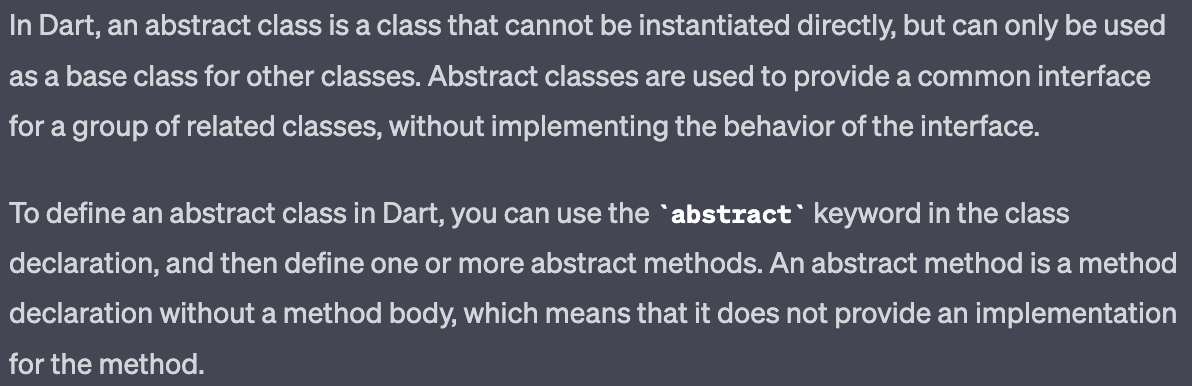 In Dart, an abstract class is a class that cannot be instantiated directly, but can only be used
as a base class for other classes. Abstract classes are used to provide a common interface
for a group of related classes, without implementing the behavior of the interface.
To define an abstract class in Dart, you can use the `abstract` keyword in the class
declaration, and then define one or more abstract methods. An abstract method is a method
declaration without a method body, which means that it does not provide an implementation
for the method.